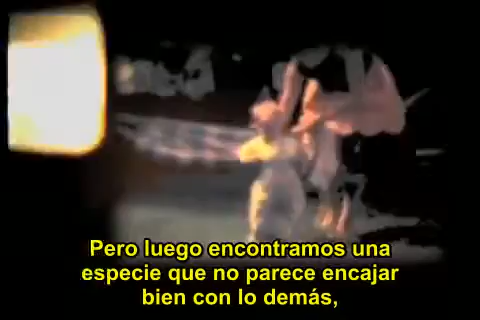 Pero luego encontramos una
especie que no parece encajar
bien con lo demás,